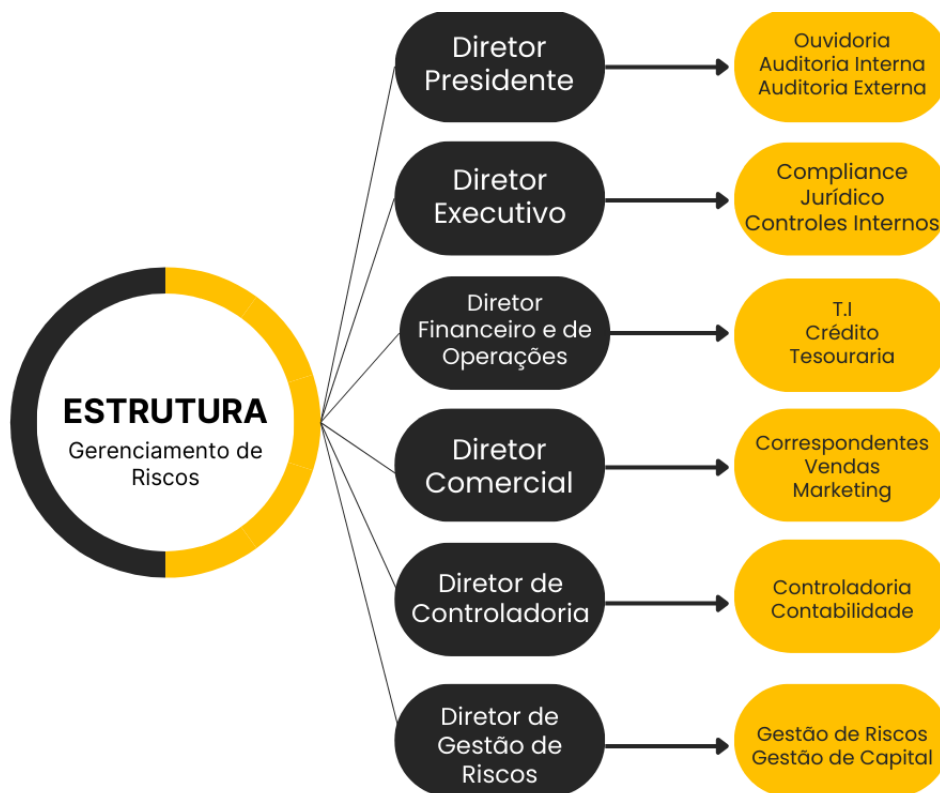 ESTRUTURA
Gerenciamento de
Riscos
Diretor
Presidente
Ouvidoria
Auditoria Interna
Auditoria Externa
Diretor
Executivo
Compliance
Jurídico
Controles Internos
Diretor
Financeiro e de
Operações
T.I
Crédito
Tesouraria
Diretor
Comercial
Correspondentes
Vendas
Marketing
Diretor de
Controladoria
Controladoria
Contabilidade
Diretor de
Gestão de
Riscos
Gestão de Riscos
Gestão de Capital